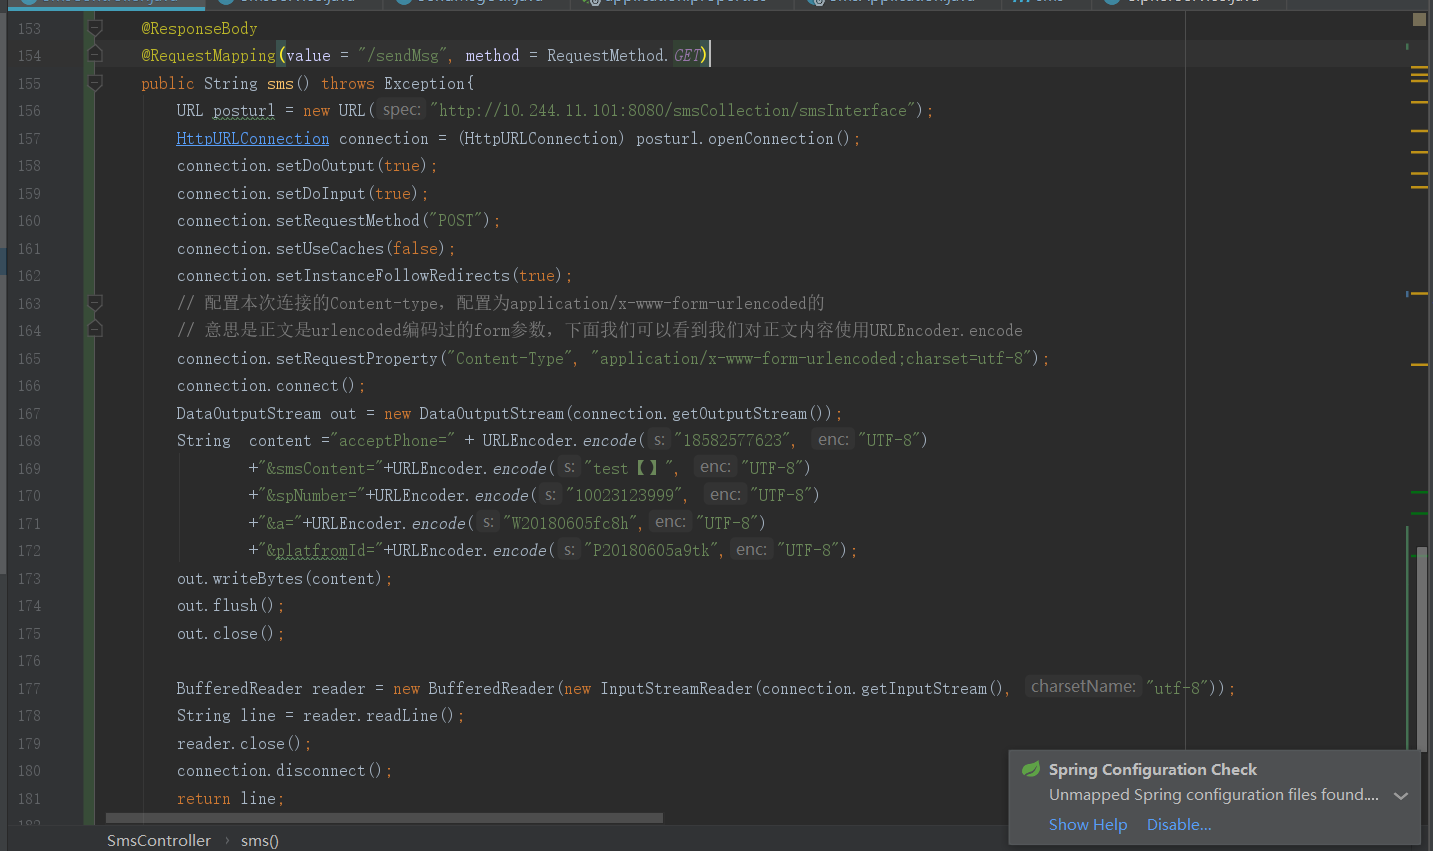 153 @ResponseBody
154 @RequestMapping(value = "/sendMsg", method = RequestMethod.GET)
155 public String sms() throws Exception{
156 URL posturl = new URL( spec: "http://10.244.11.101:8080/smsCollection/smsInterface");
157 HttpURLConnection connection = (HttpURLConnection) posturl.openConnection();
158 connection.setDoOutput(true);
159 connection.setDoInput(true);
160 connection.setRequestMethod("POST");
161 connection.setUseCaches(false);
162 connection.setInstanceFollowRedirects(true);
163 // 配置本次连接的Content-type，配置为application/x-www-form-urlencoded的
164 // 意思是正文是urlencoded编码过的form参数，下面我们可以看到我们对正文内容使用URLEncoder.encode
165 connection.setRequestProperty("Content-Type", "application/x-www-form-urlencoded;charset=utf-8");
166 connection.connect();
167 DataOutputStream out = new DataOutputStream(connection.getOutputStream());
168 String content ="acceptPhone=" + URLEncoder.encode( s: "18582577623", enc: "UTF-8")
169 +"&smsContent="+URLEncoder.encode( s: "test【】", enc: "UTF-8")
170 +"&spNumber="+URLEncoder.encode( s: "10023123999", enc: "UTF-8")
171 +"&a="+URLEncoder.encode( s: "W20180605fc8h", enc: "UTF-8")
172 +"&platfromId="+URLEncoder.encode( s: "P20180605a9tk", enc: "UTF-8");
173 out.writeBytes(content);
174 out.flush();
175 out.close();
176
177 BufferedReader reader = new BufferedReader(new InputStreamReader(connection.getInputStream(), charsetName: "utf-8"));
178 String line = reader.readLine();
179 reader.close();
180 connection.disconnect();
181 return line;
Spring Configuration Check
Unmapped Spring configuration files found....
Show Help Disable...
SmsController › sms()